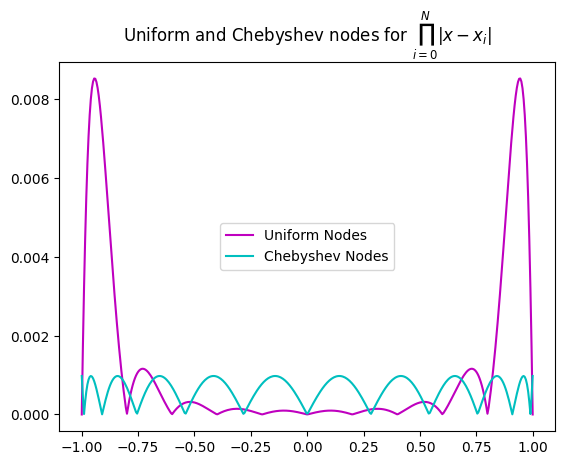 Uniform and Chebyshev nodes for $\prod_{i=0}^{N} |x - x_i|$
0.008
0.006
0.004
0.002
0.000
Uniform Nodes
Chebyshev Nodes
−1.00 −0.75 −0.50 −0.25 0.00 0.25 0.50 0.75 1.00